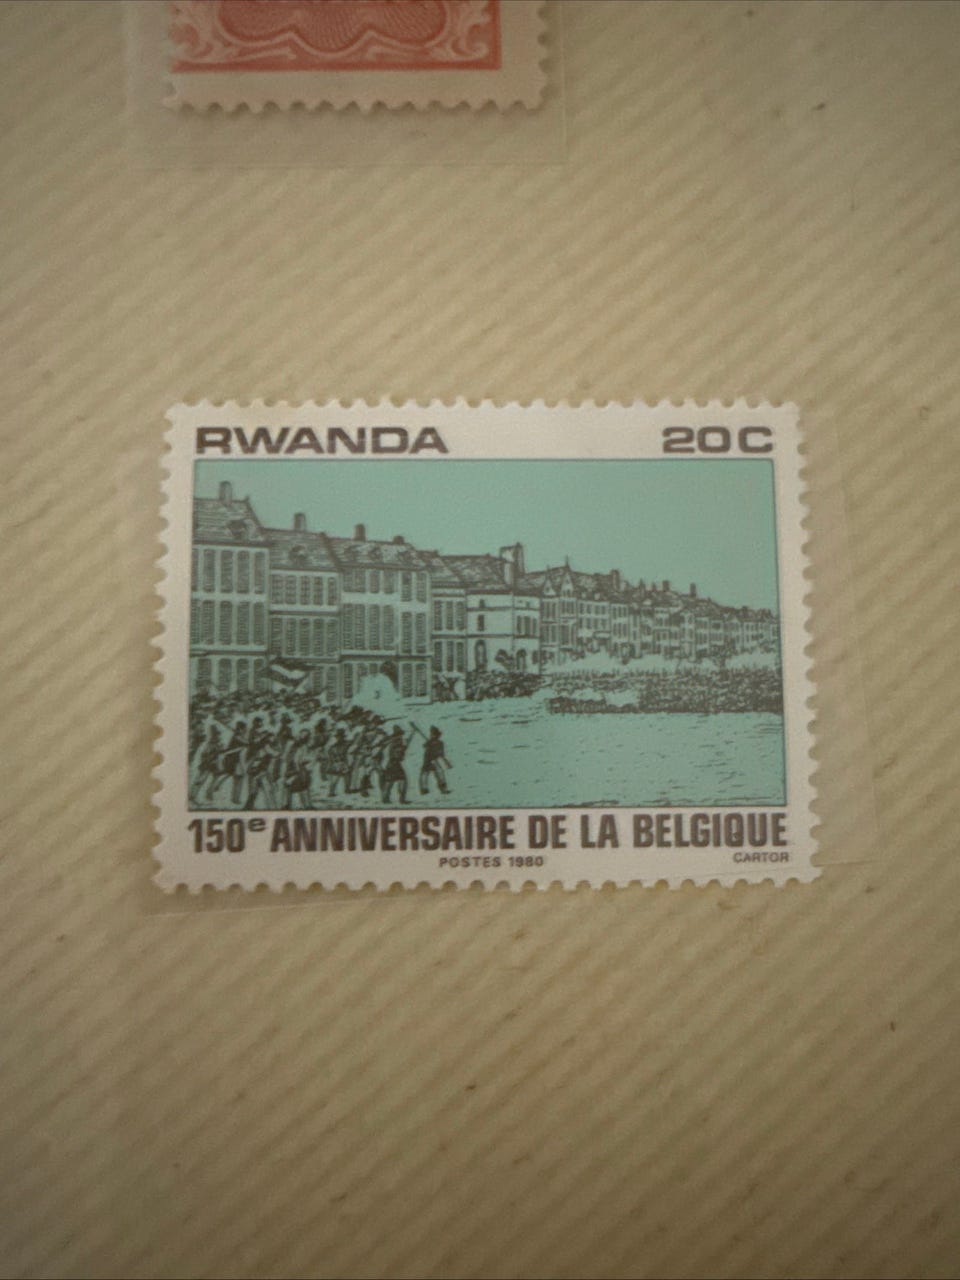 RWANDA 20C
150e ANNIVERSAIRE DE LA BELGIQUE
POSTES 1980
CARTOR